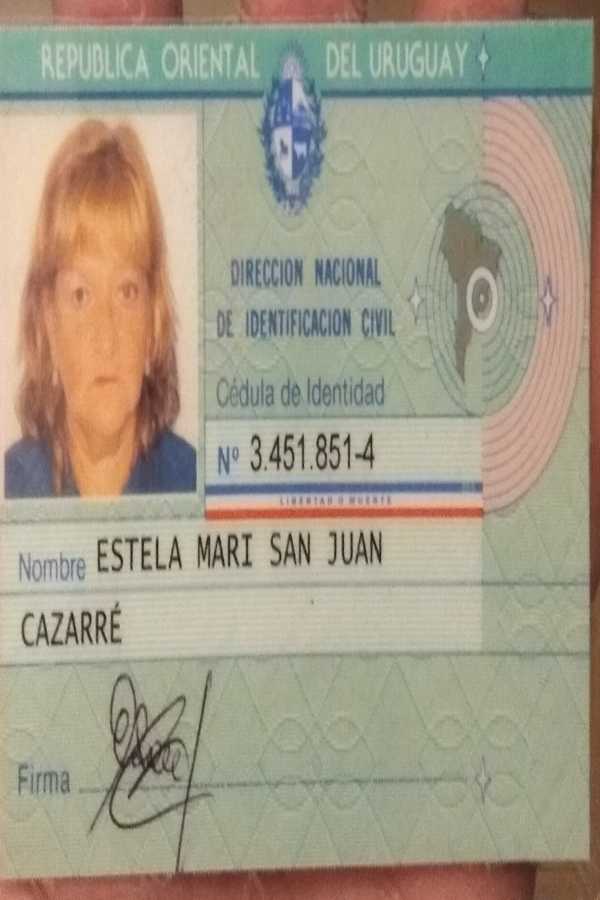 REPUBLICA ORIENTAL DEL URUGUAY
DIRECCION NACIONAL
DE IDENTIFICACION CIVIL
Cédula de Identidad
Nº 3.451.851-4
LIBERTAD O MUERTE
Nombre ESTELA MARI SAN JUAN
CAZARRÉ
Firma